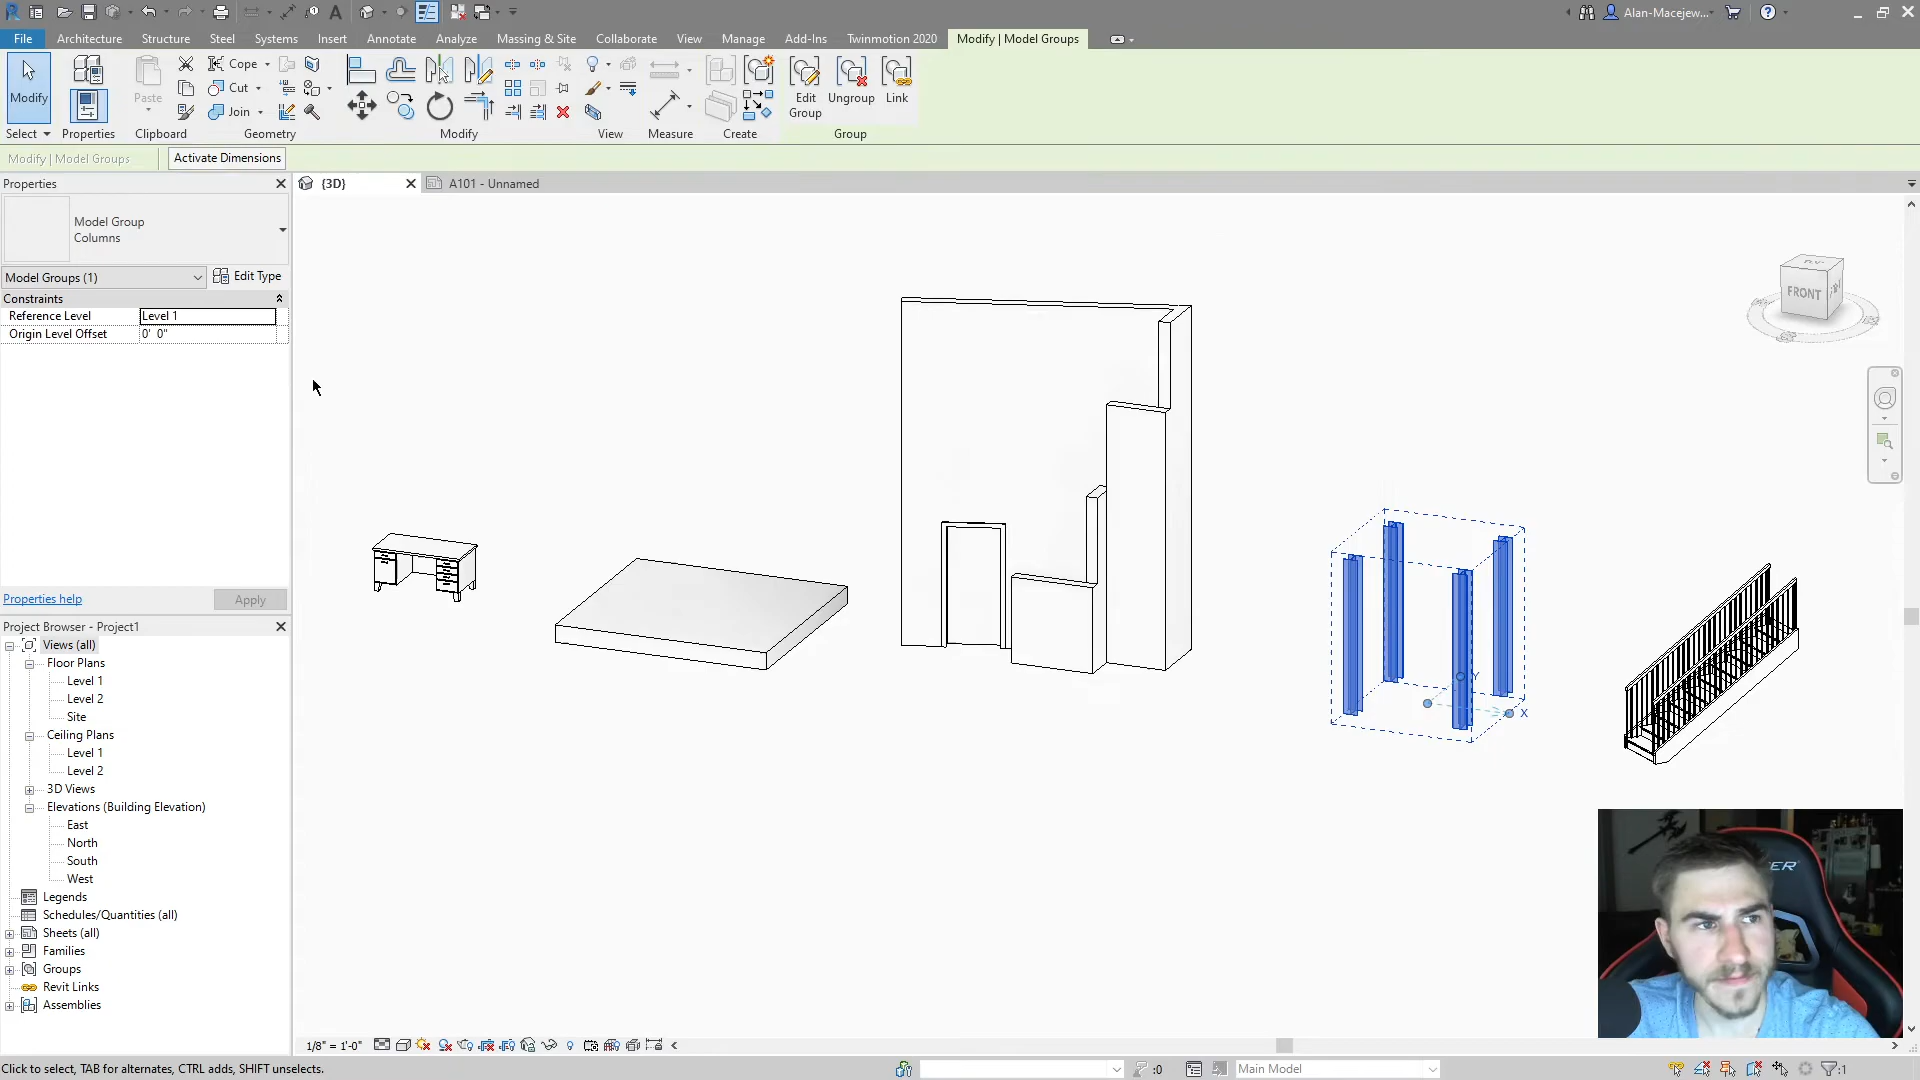 Alan-Macejew...
File
Architecture
Structure
Steel
Systems
Insert
Annotate
Analyze
Massing & Site
Collaborate
View
Manage
Add-Ins
Twinmotion 2020
Modify | Model Groups
Modify
Paste
Cope
Cut
Join
Edit Group
Ungroup
Link
Select
Properties
Clipboard
Geometry
Modify
View
Measure
Create
Group
Modify | Model Groups
Activate Dimensions
Properties
{3D}
A101 - Unnamed
Model Group
Columns
Model Groups (1)
Edit Type
Constraints
Reference Level
Level 1
Origin Level Offset
0' 0"
FRONT
Y
X
Properties help
Apply
Project Browser - Project1
Views (all)
Floor Plans
Level 1
Level 2
Site
Ceiling Plans
Level 1
Level 2
3D Views
Elevations (Building Elevation)
East
North
South
West
Legends
Schedules/Quantities (all)
Sheets (all)
Families
Groups
Revit Links
Assemblies
1/8" = 1'-0"
Click to select, TAB for alternates, CTRL adds, SHIFT unselects.
:0
Main Model
:1